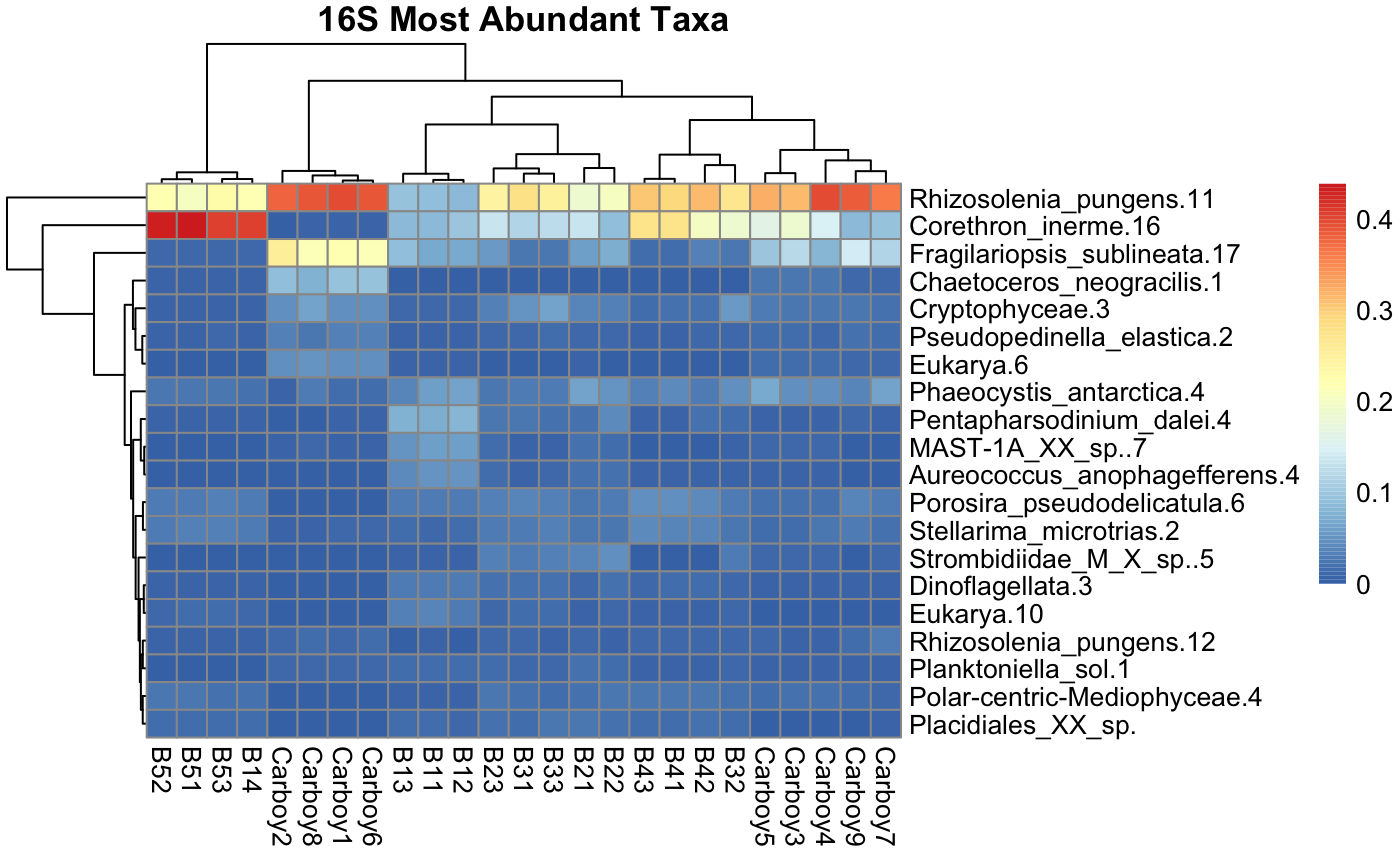 16S Most Abundant Taxa
Rhizosolenia_pungens.11
Corethron_inerme.16
Fragilariopsis_sublineata.17
Chaetoceros_neogracilis.1
Cryptophyceae.3
Pseudopedinella_elastica.2
Eukarya.6
Phaeocystis_antarctica.4
Pentapharsodinium_dalei.4
MAST-1A_XX_sp..7
Aureococcus_anophagefferens.4
Porosira_pseudodelicatula.6
Stellarima_microtrias.2
Strombidiidae_M_X_sp..5
Dinoflagellata.3
Eukarya.10
Rhizosolenia_pungens.12
Planktoniella_sol.1
Polar-centric-Mediophyceae.4
Placidiales_XX_sp.
0.4
0.3
0.2
0.1
0
B52
B51
B53
B14
Carboy2
Carboy8
Carboy1
Carboy6
B13
B11
B12
B23
B31
B33
B21
B22
B43
B41
B42
B32
Carboy5
Carboy3
Carboy4
Carboy9
Carboy7